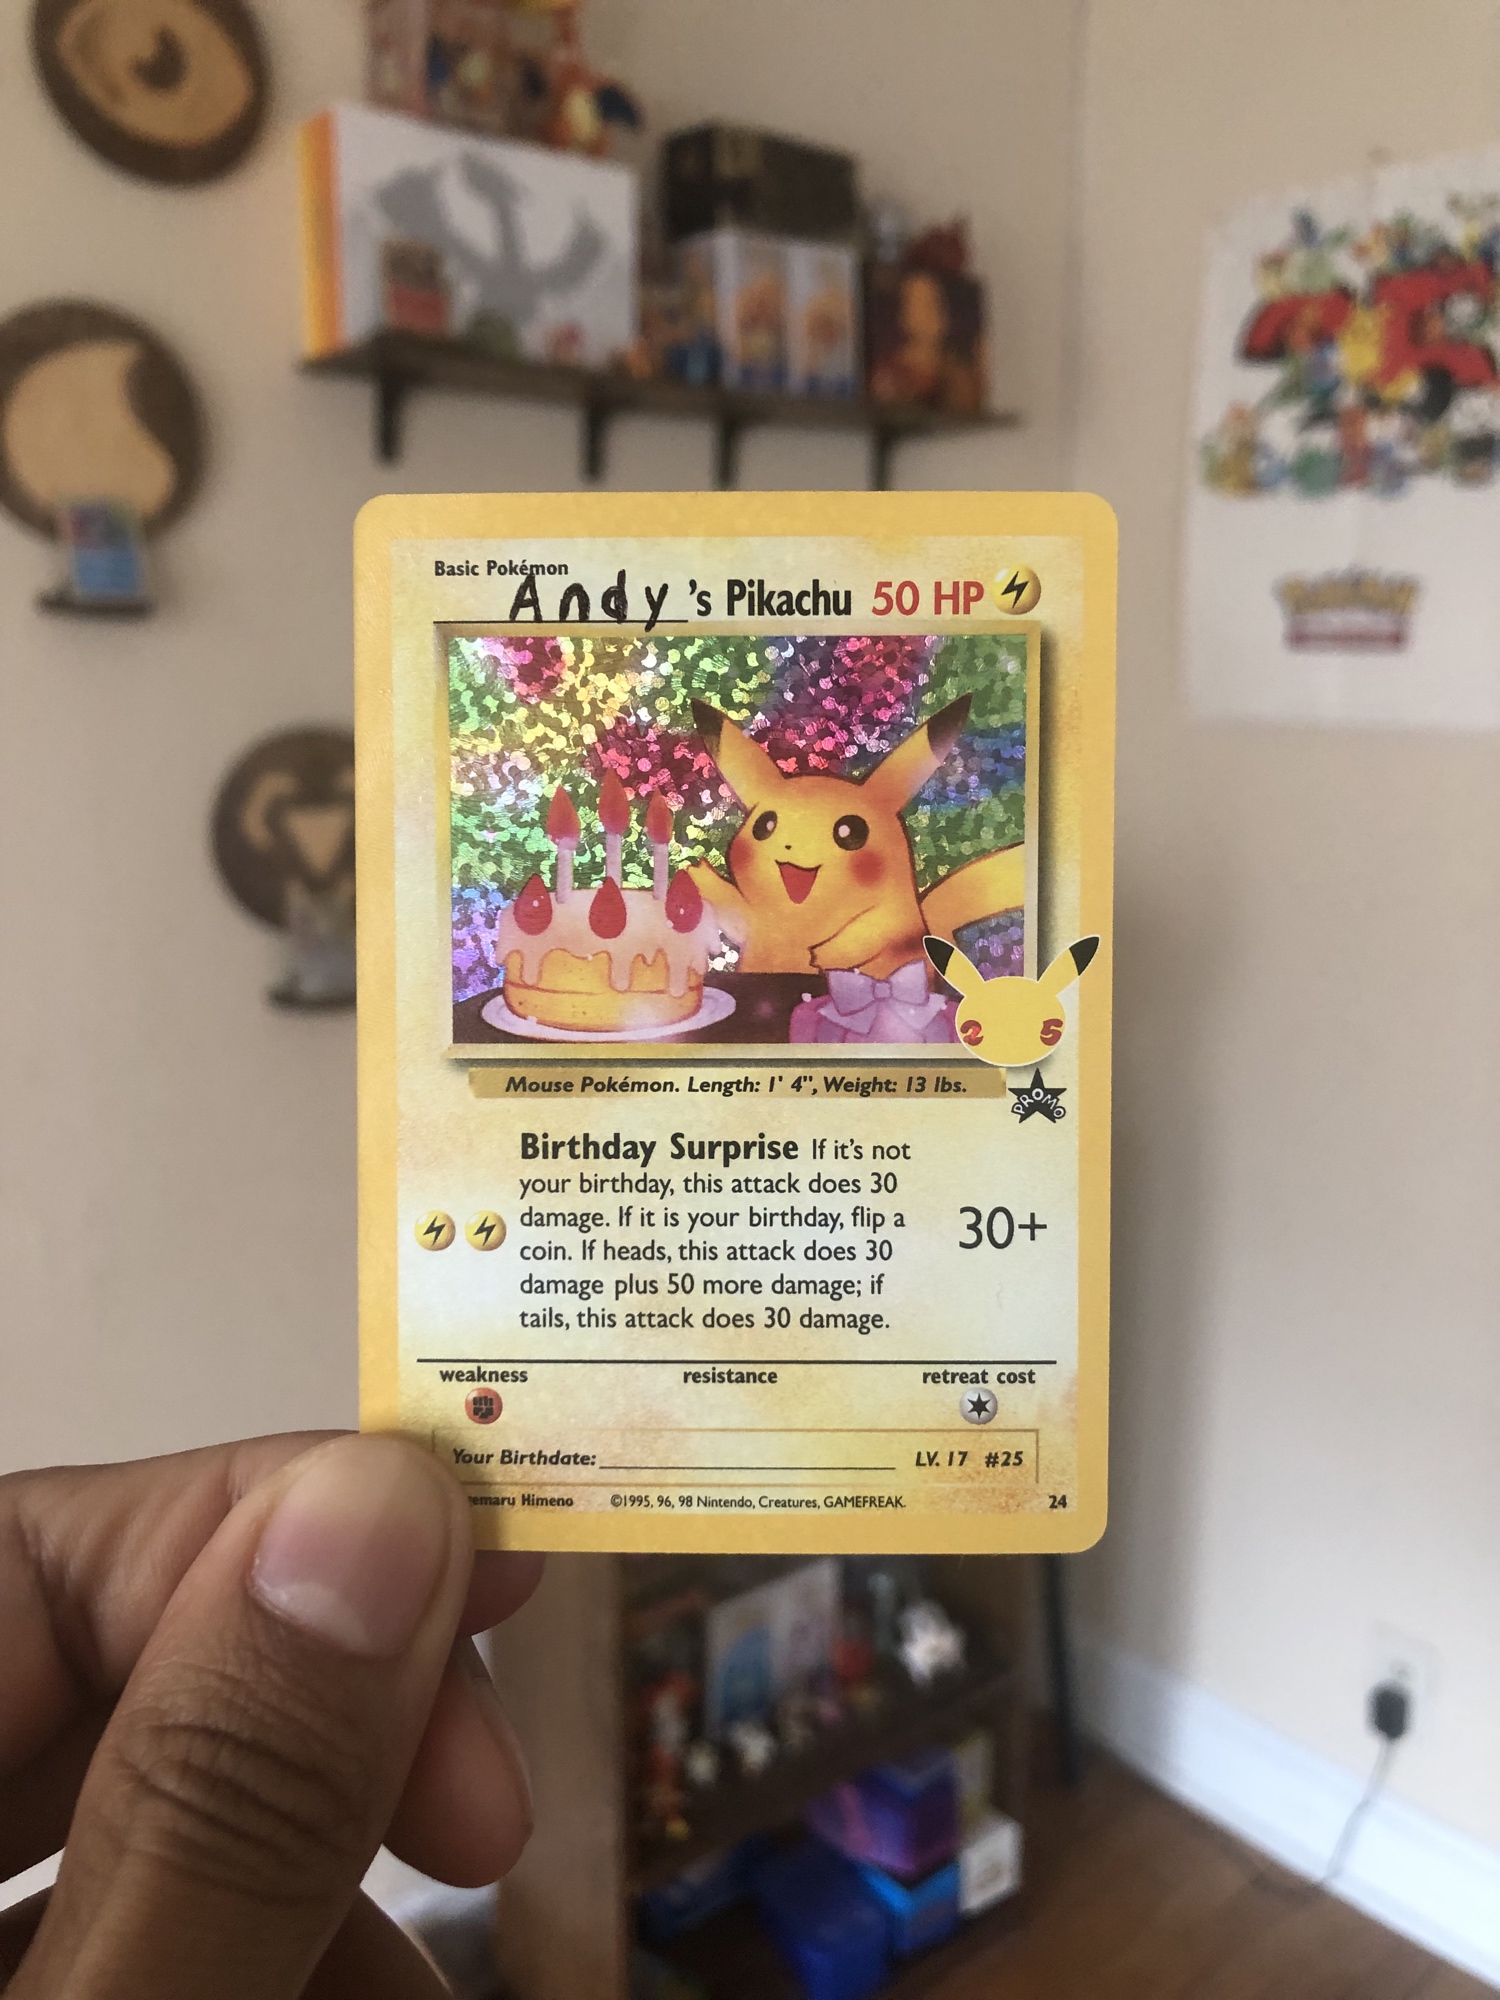 Basic Pokémon
Andy's Pikachu 50 HP
25
Mouse Pokémon. Length: 1' 4", Weight: 13 lbs.
PROMO
Birthday Surprise If it's not
your birthday, this attack does 30
damage. If it is your birthday, flip a
coin. If heads, this attack does 30
damage plus 50 more damage; if
tails, this attack does 30 damage.
30+
weakness resistance retreat cost
Your Birthdate: LV. 17 #25
Himeno ©1995, 96, 98 Nintendo, Creatures, GAMEFREAK. 24
25
Pokémon